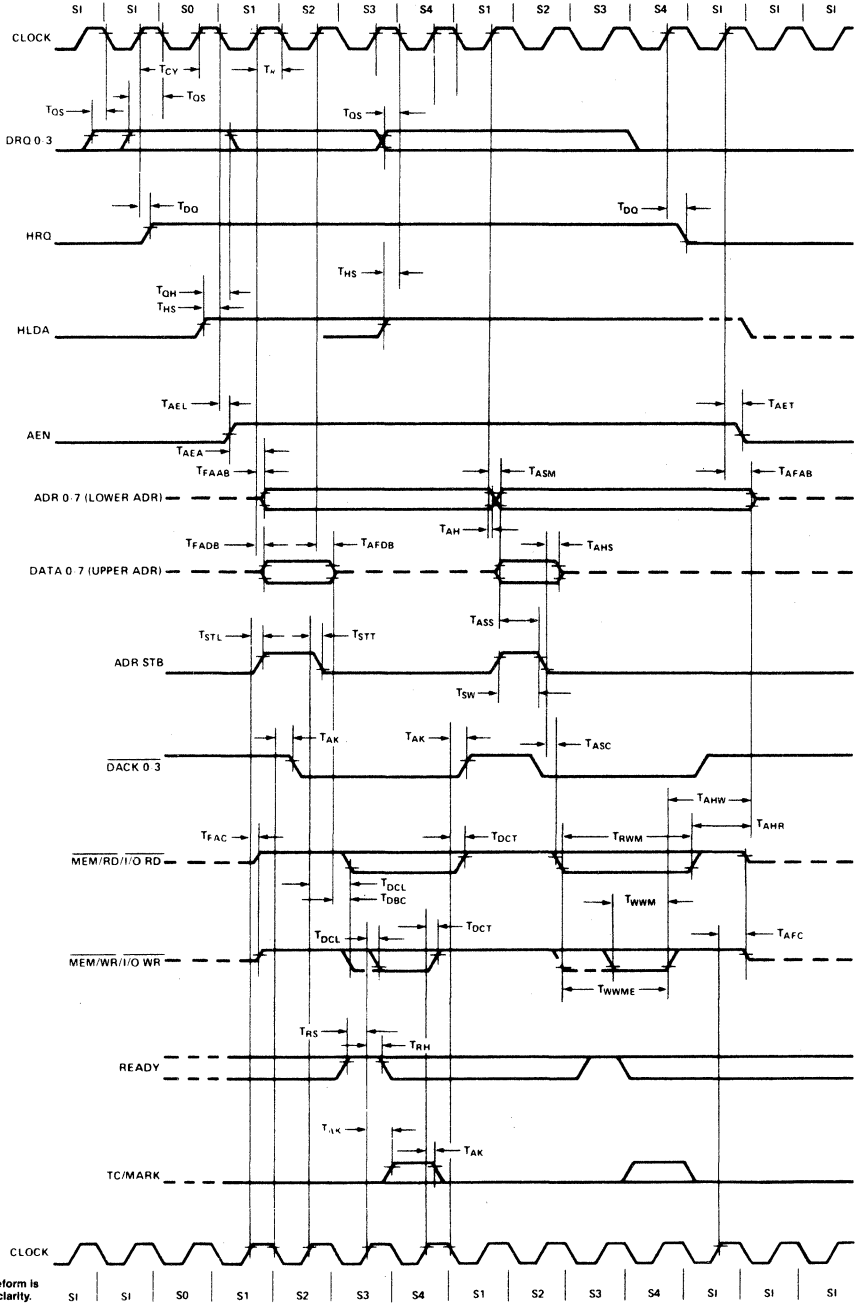 SI SI S0 S1 S2 S3 S4 S1 S2 S3 S4 SI SI SI
CLOCK
TCY
TQS TQS TQS
DRQ 0-3
TDQ TDQ
HRQ
THS
TQH
THS
HLDA
TAEL TAET
AEN
TAEA
TFAAB TASM TAFAB
ADR 0-7 (LOWER ADR)
TAH
TFADB TAFDB TAHS
DATA 0-7 (UPPER ADR)
TASS
TSTL TSTT
ADR STB
TSW
TAK TAK TASC
DACK 0-3
TAHW
TFAC TDCT TRWM TAHR
MEM/RD/I/O RD
TDCL
TDBC TWWM
TDCL TDCT TAFC
MEM/WR/I/O WR
TWWME
TRS
TRH
READY
TAK
TC/MARK
CLOCK
eform is
clarity.
SI SI S0 S1 S2 S3 S4 S1 S2 S3 S4 SI SI SI